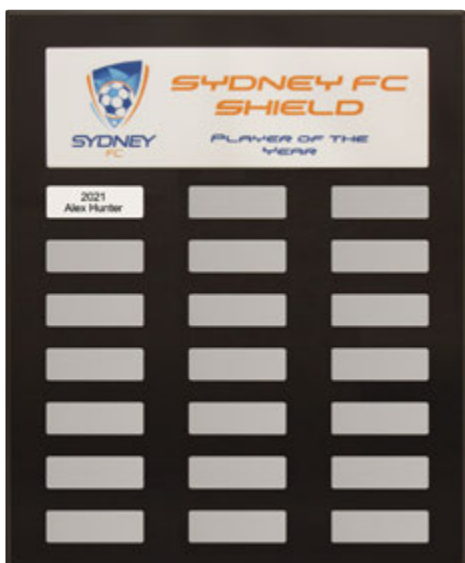 SYDNEY
FC
SYDNEY FC
SHIELD
PLAYER OF THE
YEAR
2021
Alex Hunter